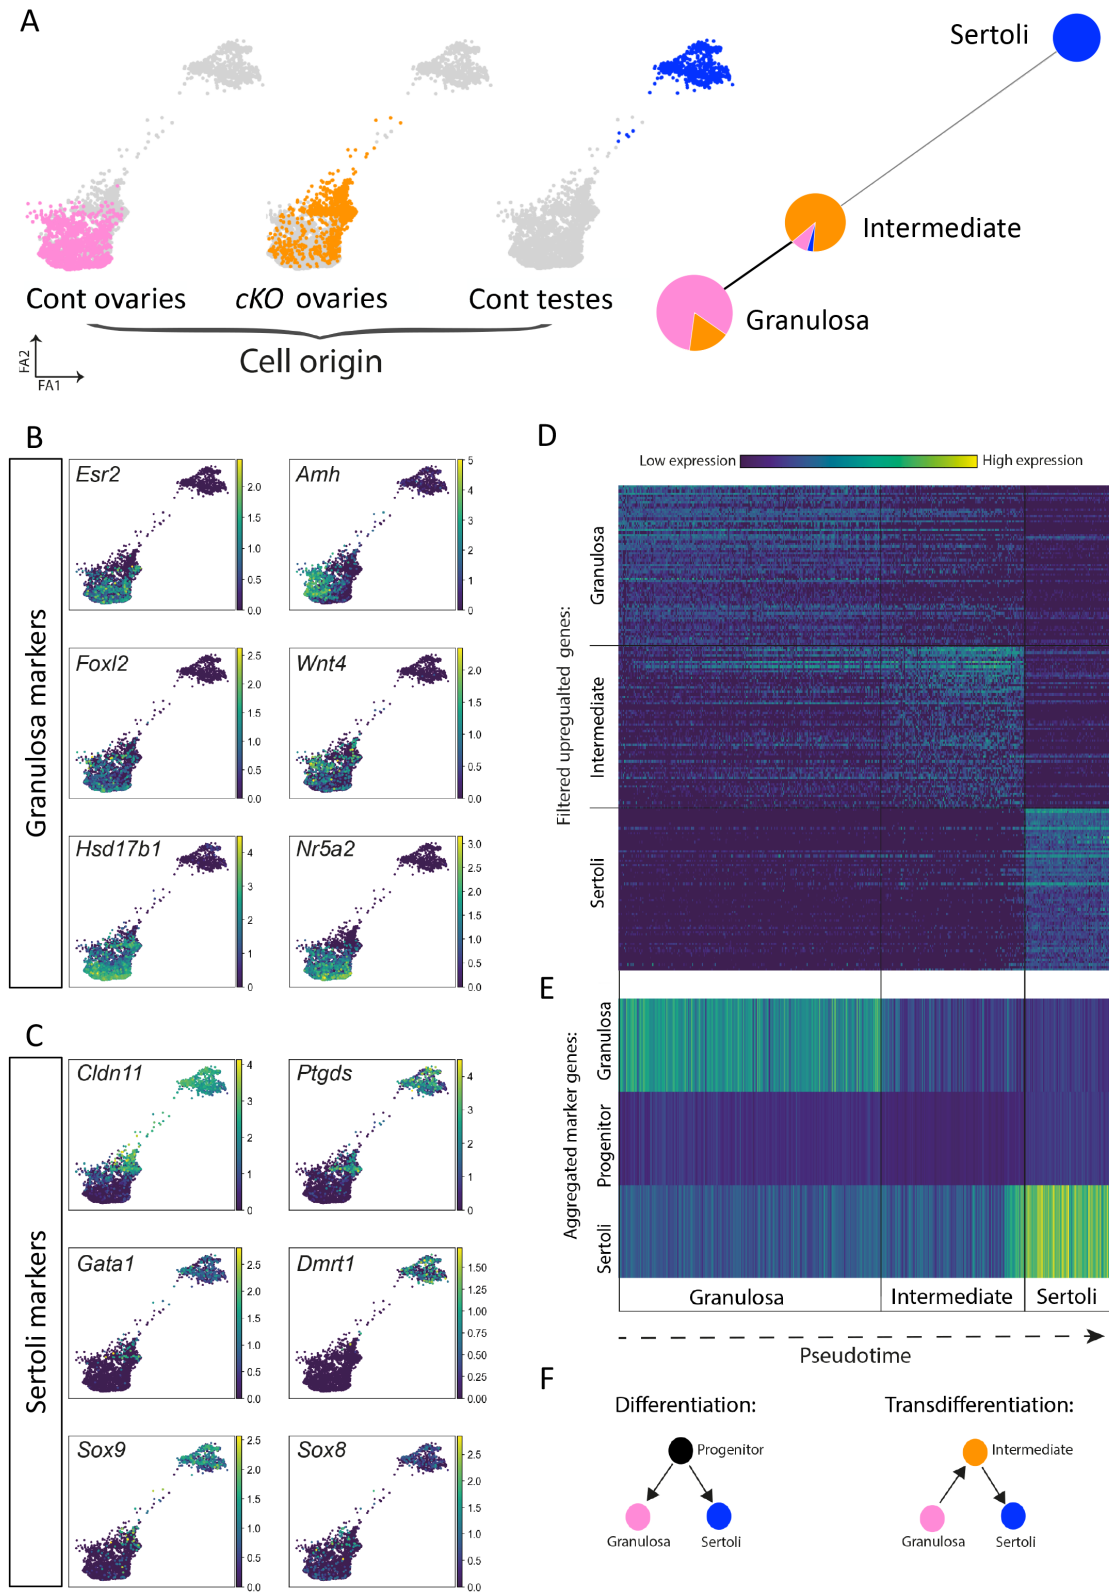 A
Sertoli
Intermediate
Granulosa
Cont ovaries
cKO ovaries
Cont testes
Cell origin
FA2
FA1
B
Granulosa markers
Esr2
2.0
1.5
1.0
0.5
0.0
Amh
5
4
3
2
1
0
Foxl2
2.5
2.0
1.5
1.0
0.5
0.0
Wnt4
2.0
1.5
1.0
0.5
0.0
Hsd17b1
4
3
2
1
0
Nr5a2
3.0
2.5
2.0
1.5
1.0
0.5
0.0
C
Sertoli markers
Cldn11
4
3
2
1
0
Ptgds
4
3
2
1
0
Gata1
2.5
2.0
1.5
1.0
0.5
0.0
Dmrt1
1.50
1.25
1.00
0.75
0.50
0.25
0.00
Sox9
2.5
2.0
1.5
1.0
0.5
0.0
Sox8
2.5
2.0
1.5
1.0
0.5
0.0
D
Low expression
High expression
Filtered upregualted genes:
Granulosa
Intermediate
Sertoli
E
Aggregated marker genes:
Granulosa
Progenitor
Sertoli
Granulosa
Intermediate
Sertoli
Pseudotime
F
Differentiation:
Progenitor
Granulosa
Sertoli
Transdifferentiation:
Intermediate
Granulosa
Sertoli